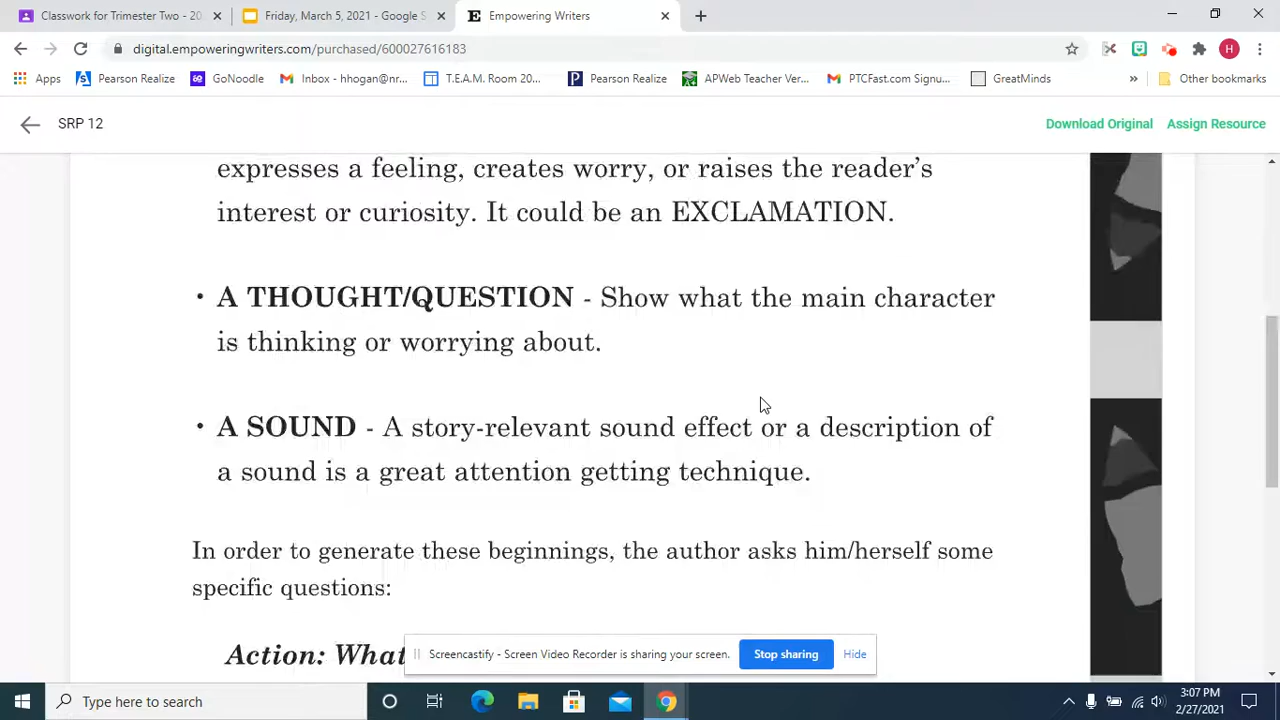 Classwork for Trimester Two - 20
Friday, March 5, 2021 - Google S
Empowering Writers
digital.empoweringwriters.com/purchased/600027616183
H
Apps
Pearson Realize
GoNoodle
Inbox - hhogan@nr...
T.E.A.M. Room 20...
Pearson Realize
APWeb Teacher Ver...
PTCFast.com Signu...
GreatMinds
»
Other bookmarks
SRP 12
Download Original
Assign Resource
expresses a feeling, creates worry, or raises the reader's
interest or curiosity. It could be an EXCLAMATION.
• A THOUGHT/QUESTION - Show what the main character
is thinking or worrying about.
• A SOUND - A story-relevant sound effect or a description of
a sound is a great attention getting technique.
In order to generate these beginnings, the author asks him/herself some
specific questions:
Action: What
Screencastify - Screen Video Recorder is sharing your screen.
Stop sharing
Hide
Type here to search
3:07 PM
2/27/2021